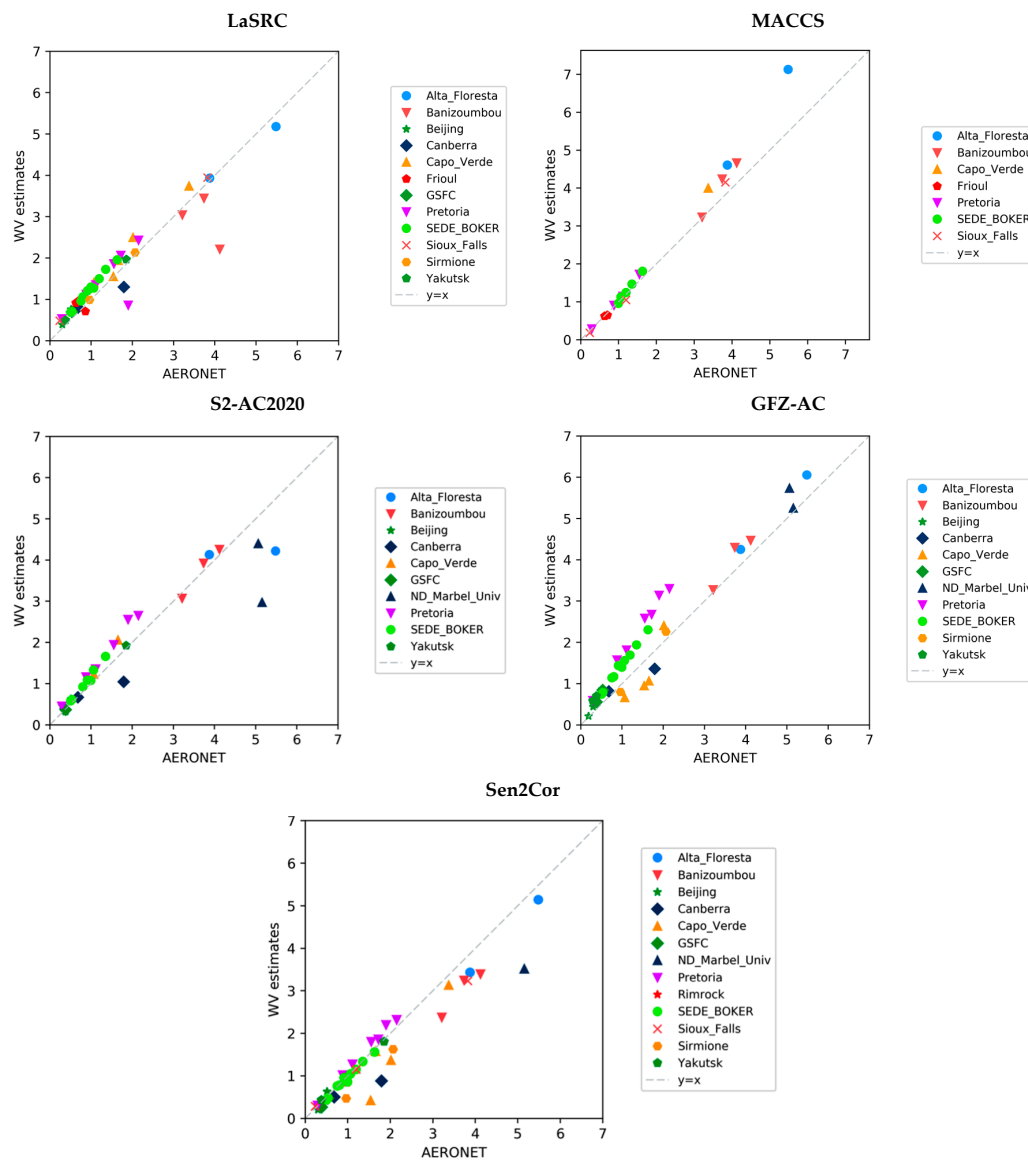 LaSRC
7
6
5
4
3
2
1
0
WV estimates
0 1 2 3 4 5 6 7
AERONET
Alta_Floresta
Banizoumbou
Beijing
Canberra
Capo_Verde
Frioul
GSFC
Pretoria
SEDE_BOKER
Sioux_Falls
Sirmione
Yakutsk
y=x
MACCS
7
6
5
4
3
2
1
0
WV estimates
0 1 2 3 4 5 6 7
AERONET
Alta_Floresta
Banizoumbou
Capo_Verde
Frioul
Pretoria
SEDE_BOKER
Sioux_Falls
y=x
S2-AC2020
7
6
5
4
3
2
1
0
WV estimates
0 1 2 3 4 5 6 7
AERONET
Alta_Floresta
Banizoumbou
Beijing
Canberra
Capo_Verde
GSFC
ND_Marbel_Univ
Pretoria
SEDE_BOKER
Yakutsk
y=x
GFZ-AC
7
6
5
4
3
2
1
0
WV estimates
0 1 2 3 4 5 6 7
AERONET
Alta_Floresta
Banizoumbou
Beijing
Canberra
Capo_Verde
GSFC
ND_Marbel_Univ
Pretoria
SEDE_BOKER
Sirmione
Yakutsk
y=x
Sen2Cor
7
6
5
4
3
2
1
0
WV estimates
0 1 2 3 4 5 6 7
AERONET
Alta_Floresta
Banizoumbou
Beijing
Canberra
Capo_Verde
GSFC
ND_Marbel_Univ
Pretoria
Rimrock
SEDE_BOKER
Sioux_Falls
Sirmione
Yakutsk
y=x